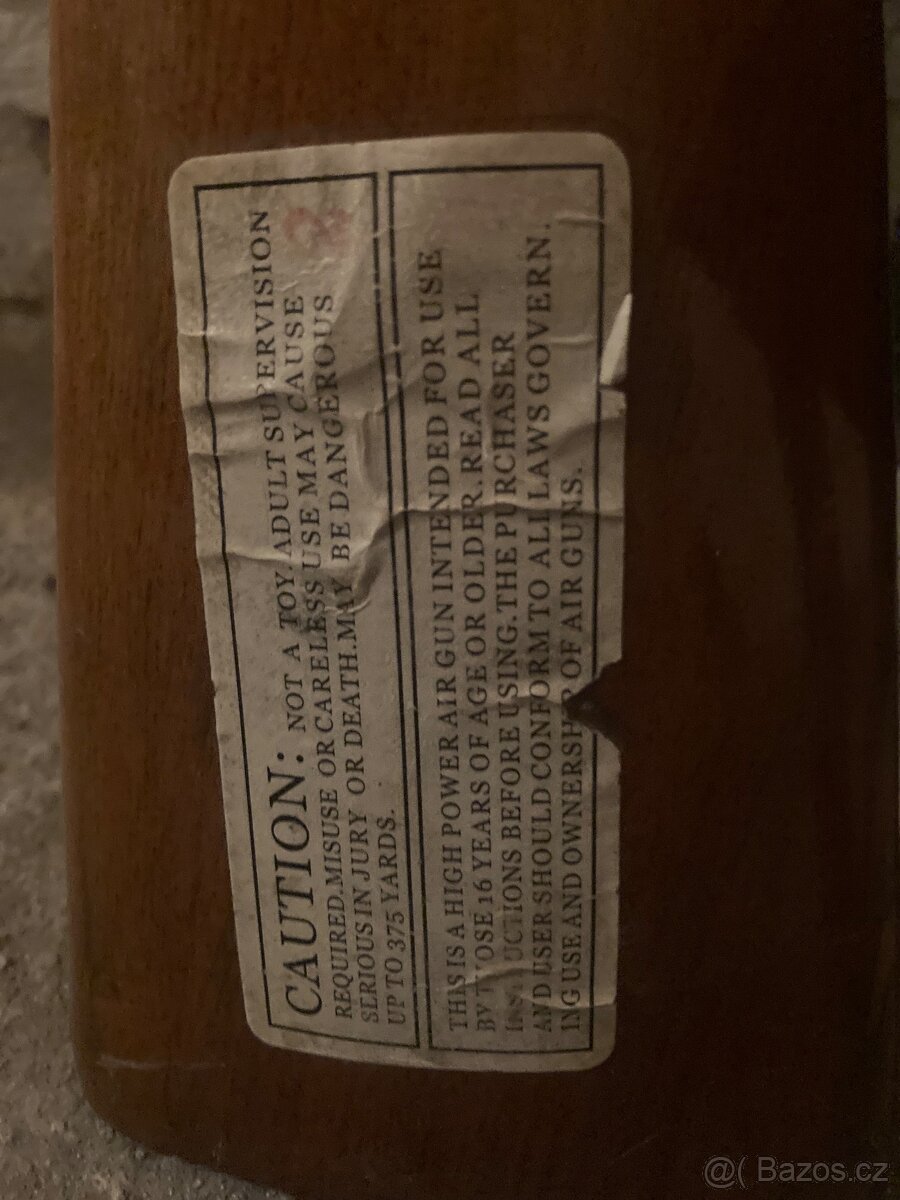 CAUTION: NOT A TOY. ADULT SUPERVISION
REQUIRED. MISUSE OR CARELESS USE MAY CAUSE
SERIOUS INJURY OR DEATH. MAY BE DANGEROUS
UP TO 375 YARDS.
THIS IS A HIGH POWER AIR GUN INTENDED FOR USE
BY T OSE 16 YEARS OF AGE OR OLDER. READ ALL
INSTRUCTIONS BEFORE USING. THE PURCHASER
AND USER SHOULD CONFORM TO ALL LAWS GOVERN.
ING USE AND OWNERSHIP OF AIR GUNS.
@( Bazos.cz